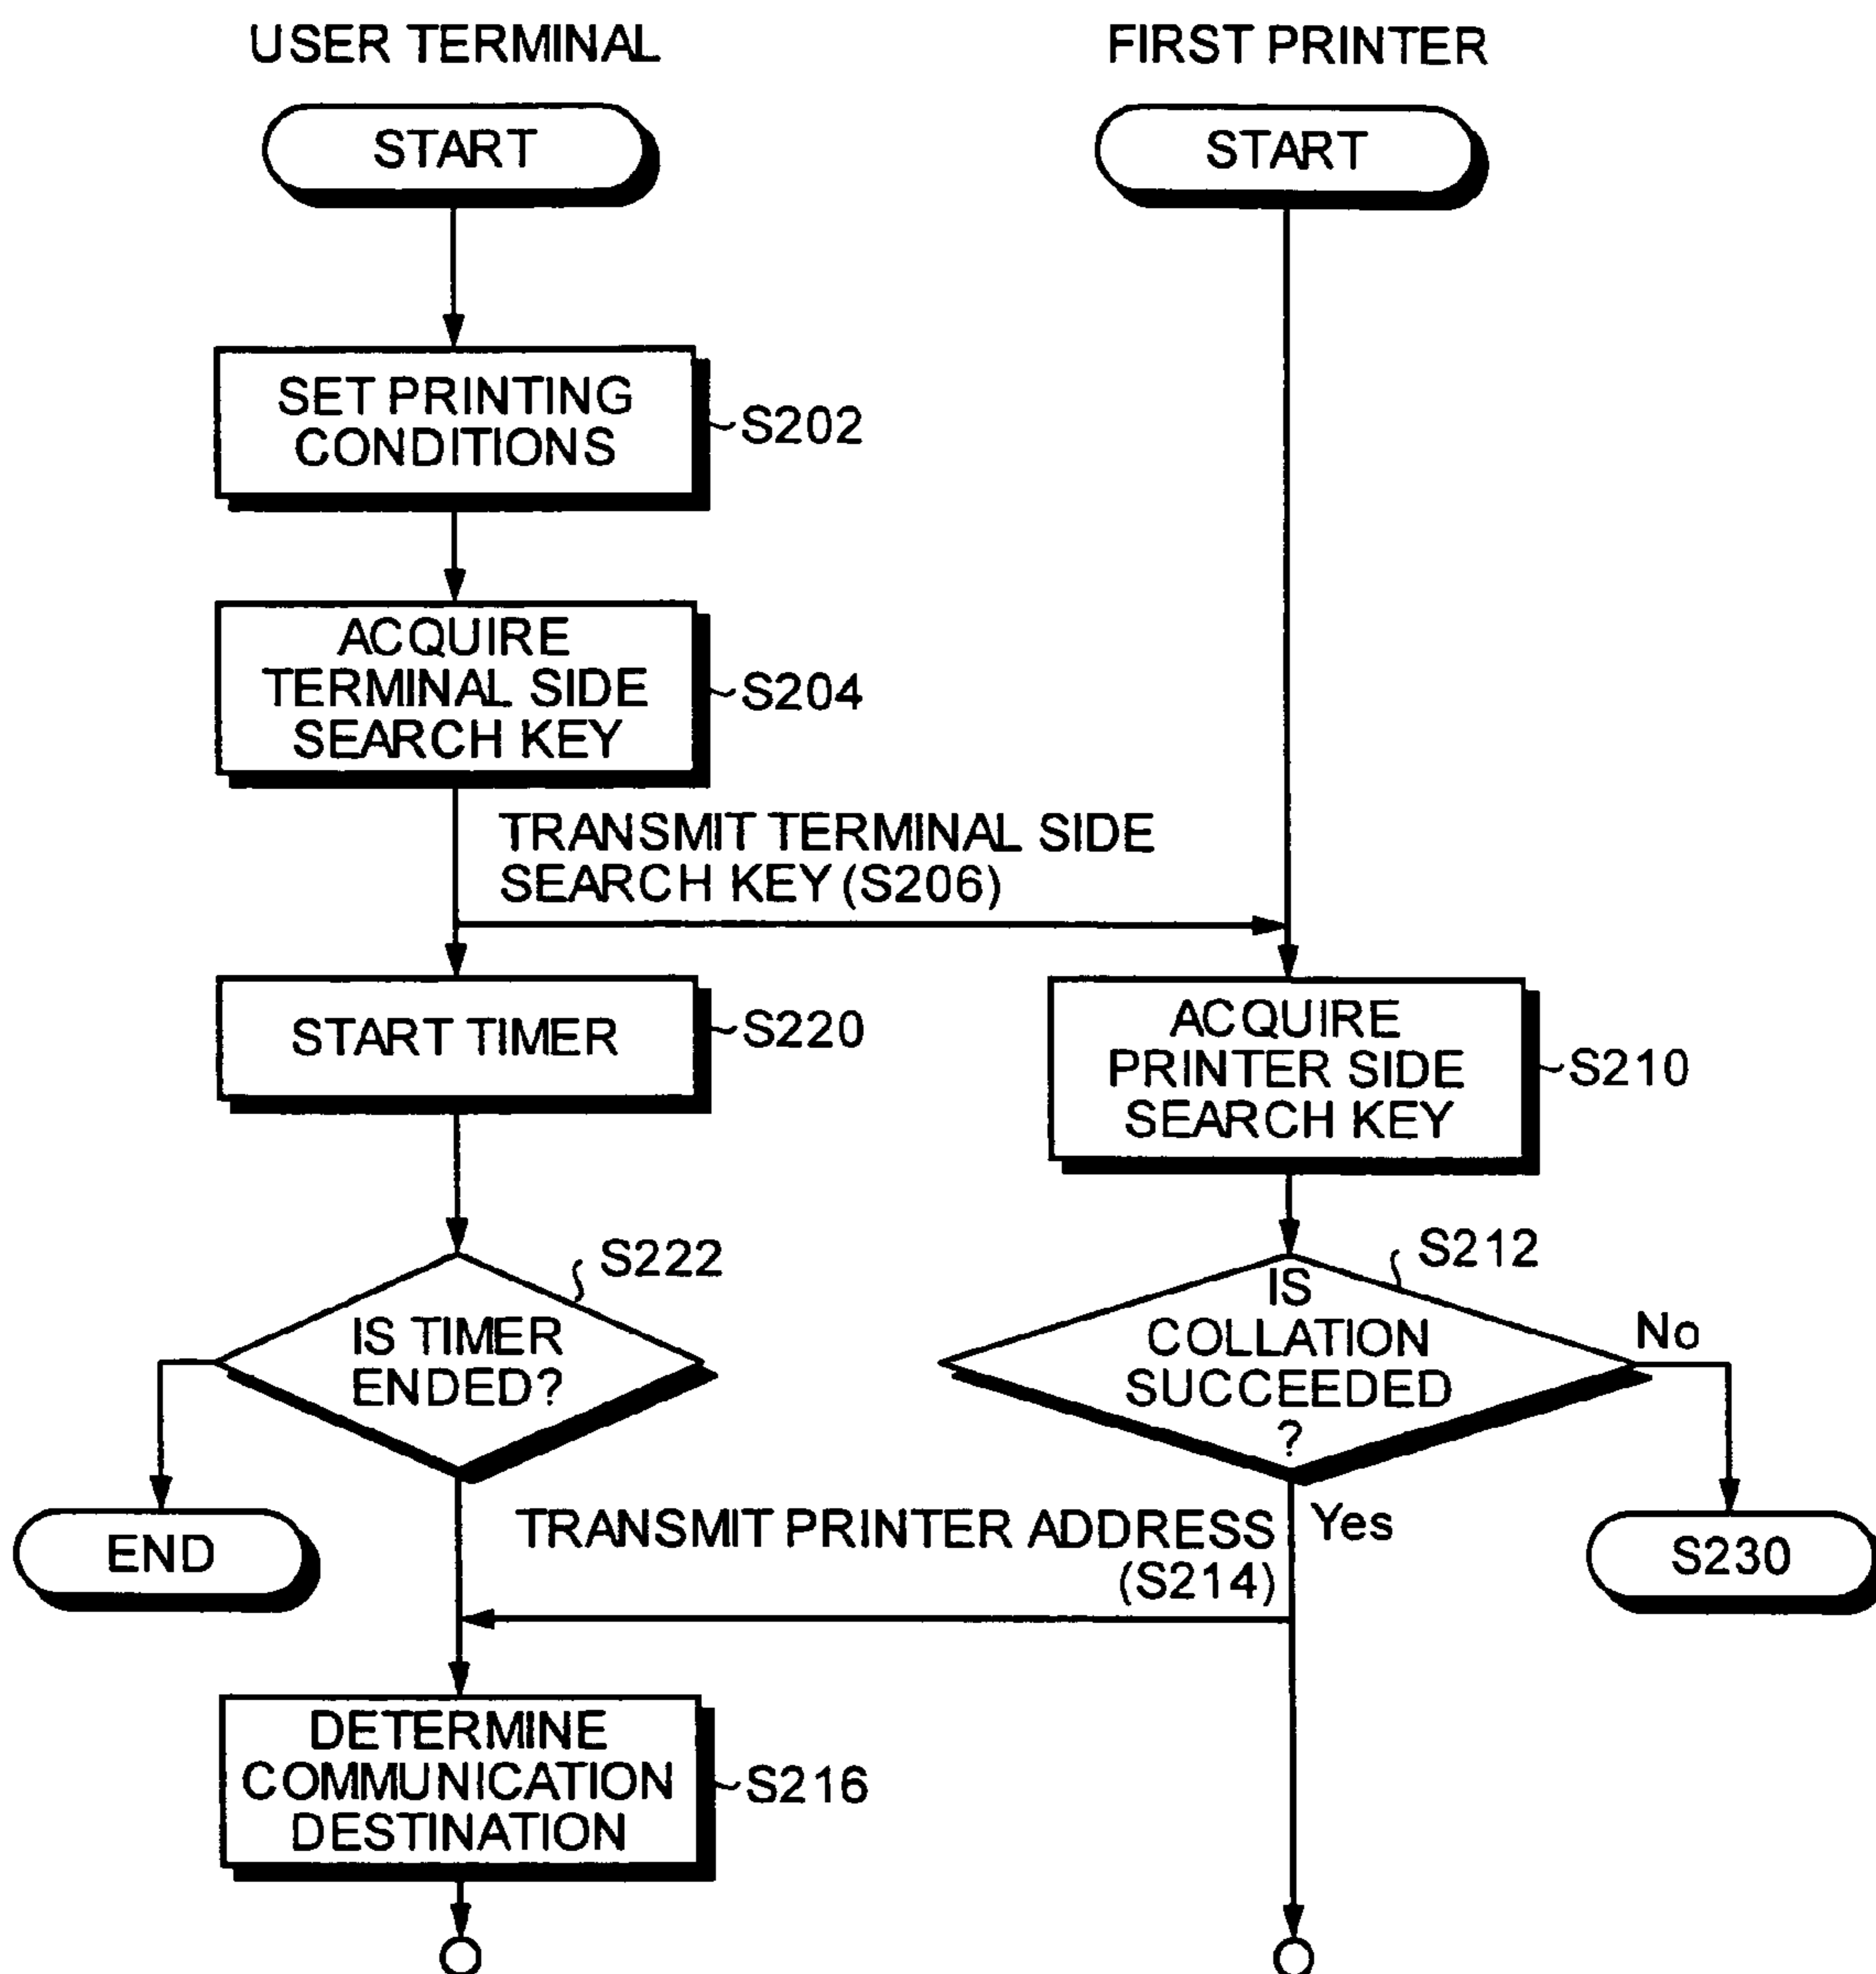 USER TERMINAL
FIRST PRINTER
START
START
SET PRINTING
CONDITIONS
S202
ACQUIRE
TERMINAL SIDE
SEARCH KEY
S204
TRANSMIT TERMINAL SIDE
SEARCH KEY (S206)
START TIMER
S220
ACQUIRE
PRINTER SIDE
SEARCH KEY
S210
S222
IS TIMER
ENDED?
S212
IS
COLLATION
SUCCEEDED
?
No
END
TRANSMIT PRINTER ADDRESS
(S214)
Yes
S230
DETERMINE
COMMUNICATION
DESTINATION
S216